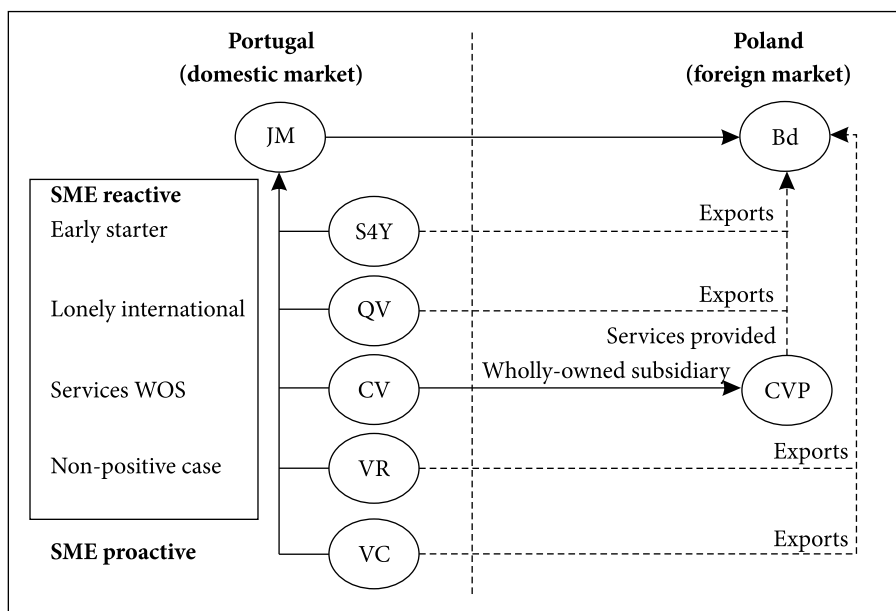 Portugal
(domestic market)
Poland
(foreign market)
JM
Bd
SME reactive
Early starter
S4Y
Exports
Lonely international
QV
Exports
Services provided
Services WOS
CV
Wholly-owned subsidiary
CVP
Non-positive case
VR
Exports
SME proactive
VC
Exports